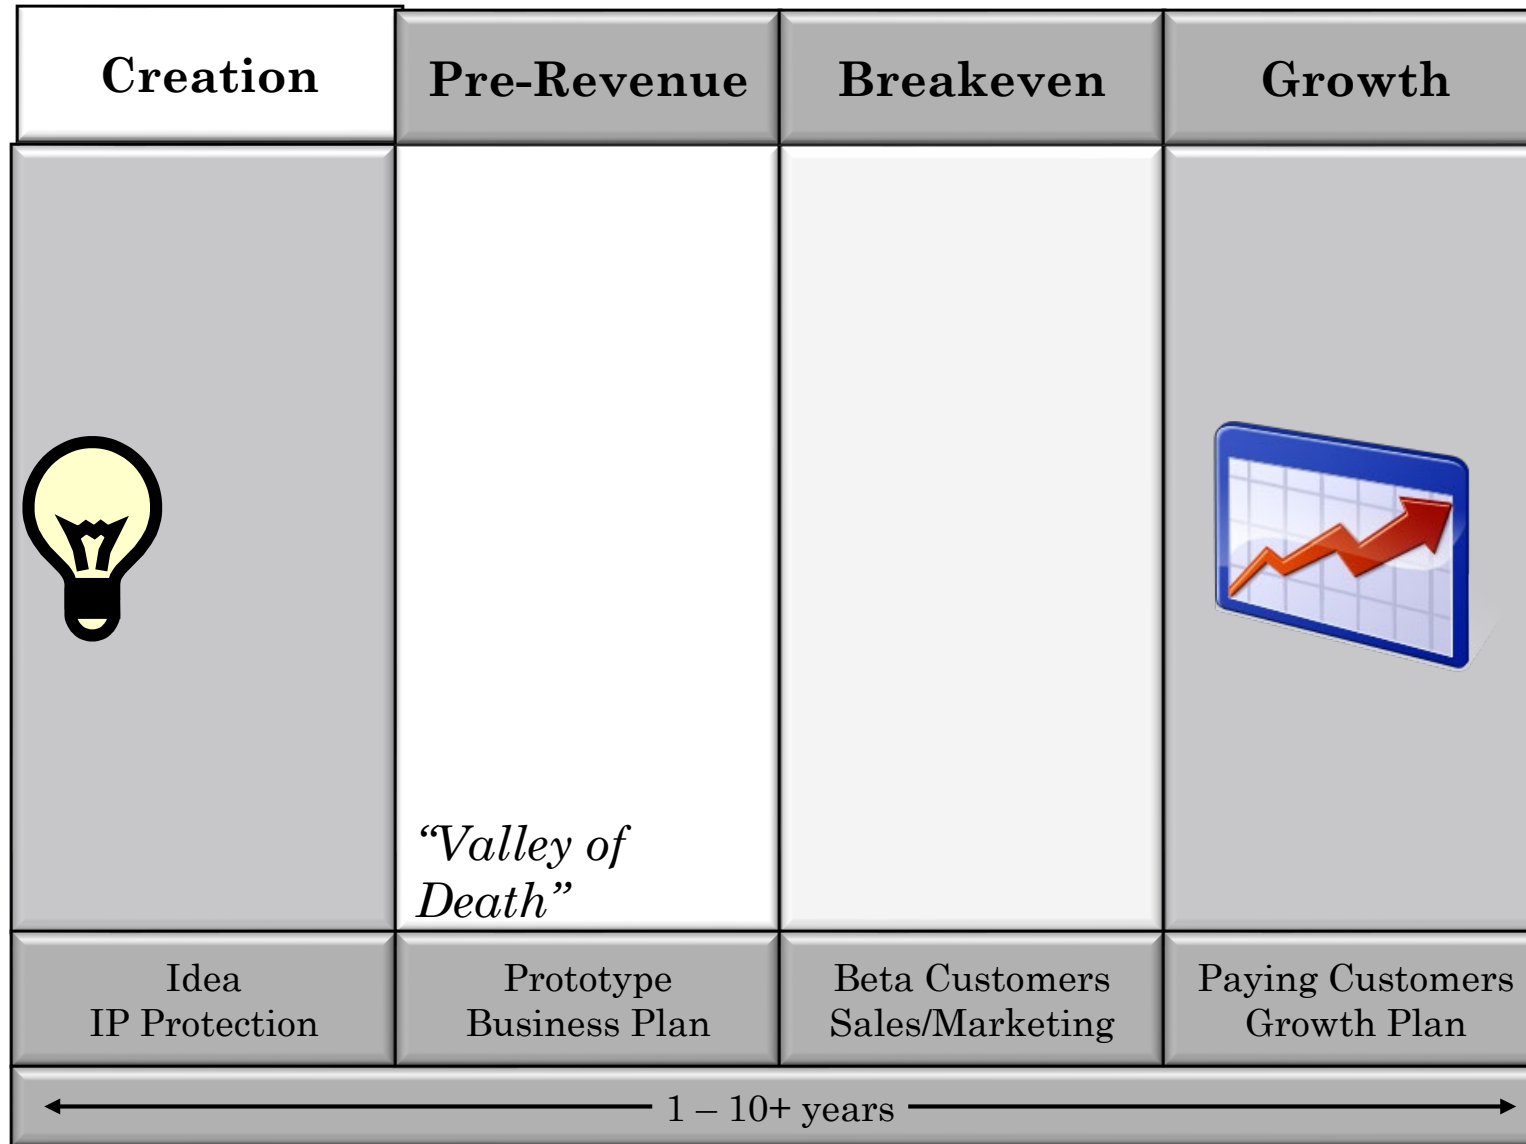 Creation
Pre-Revenue
Breakeven
Growth
“Valley of
Death”
Idea
IP Protection
Prototype
Business Plan
Beta Customers
Sales/Marketing
Paying Customers
Growth Plan
1 – 10+ years